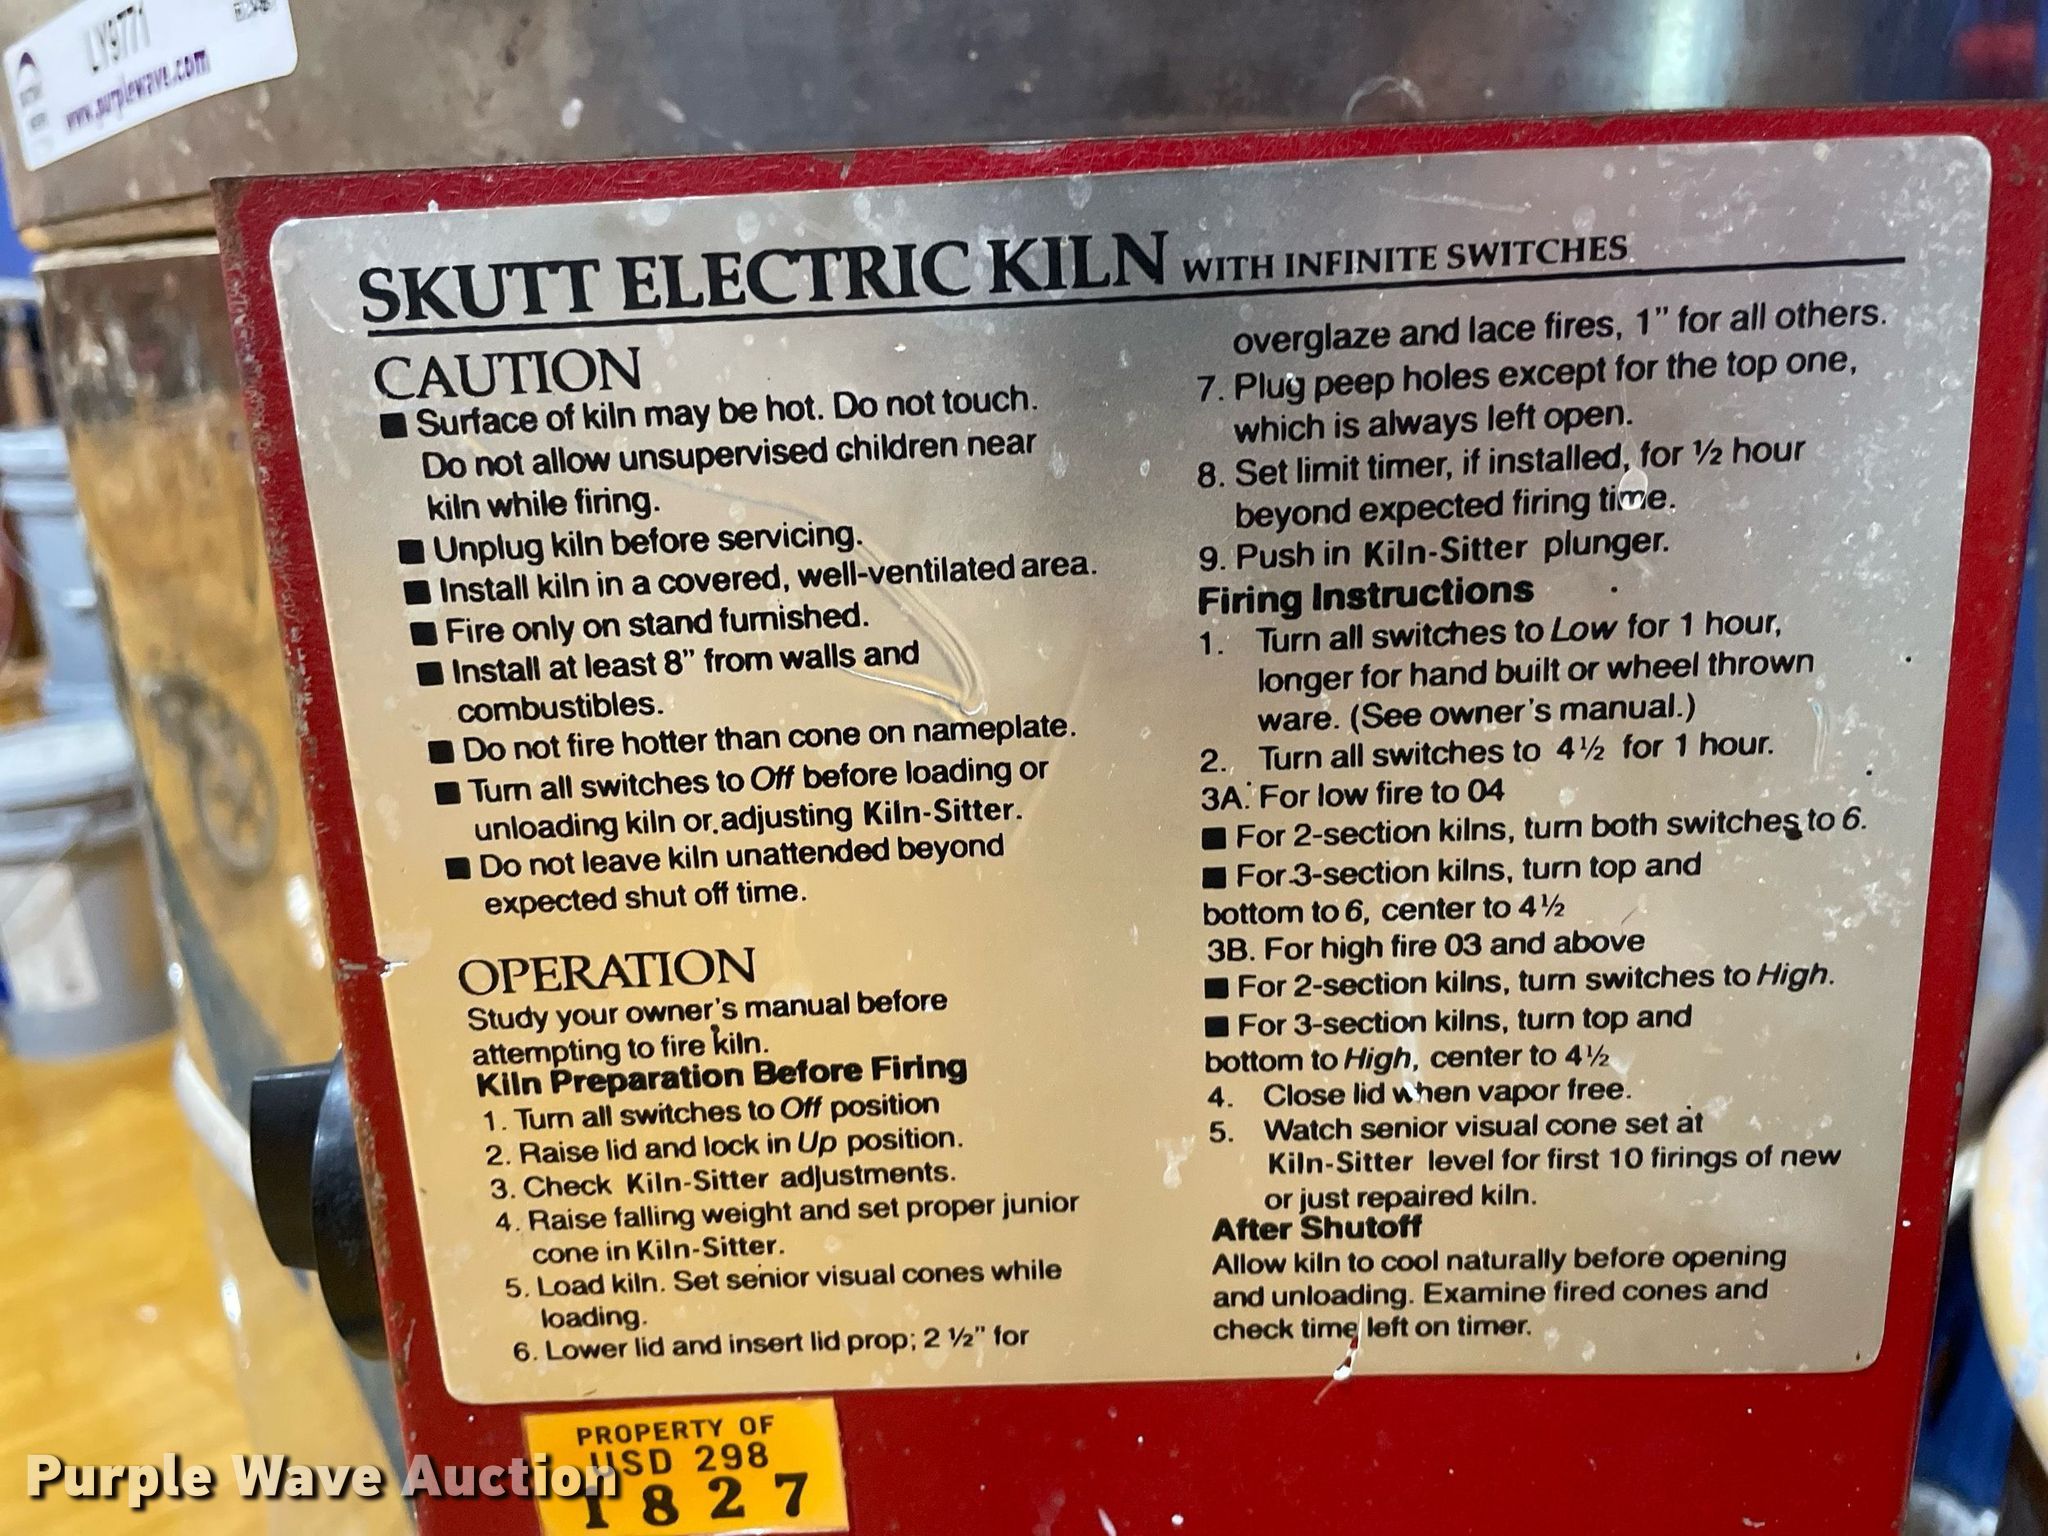 LY9771
www.purplewave.com
SKUTT ELECTRIC KILN WITH INFINITE SWITCHES
CAUTION
■ Surface of kiln may be hot. Do not touch.
Do not allow unsupervised children near
kiln while firing.
■ Unplug kiln before servicing.
■ Install kiln in a covered, well-ventilated area.
■ Fire only on stand furnished.
■ Install at least 8” from walls and
combustibles.
■ Do not fire hotter than cone on nameplate.
■ Turn all switches to Off before loading or
unloading kiln or adjusting Kiln-Sitter.
■ Do not leave kiln unattended beyond
expected shut off time.
OPERATION
Study your owner's manual before
attempting to fire kiln.
Kiln Preparation Before Firing
1. Turn all switches to Off position
2. Raise lid and lock in Up position.
3. Check Kiln-Sitter adjustments.
4. Raise falling weight and set proper junior
cone in Kiln-Sitter.
5. Load kiln. Set senior visual cones while
loading.
6. Lower lid and insert lid prop; 2 ½” for
overglaze and lace fires, 1” for all others.
7. Plug peep holes except for the top one,
which is always left open.
8. Set limit timer, if installed, for ½ hour
beyond expected firing time.
9. Push in Kiln-Sitter plunger.
Firing Instructions
1. Turn all switches to Low for 1 hour,
longer for hand built or wheel thrown
ware. (See owner's manual.)
2. Turn all switches to 4½ for 1 hour.
3A. For low fire to 04
■ For 2-section kilns, turn both switches to 6.
■ For 3-section kilns, turn top and
bottom to 6, center to 4½
3B. For high fire 03 and above
■ For 2-section kilns, turn switches to High.
■ For 3-section kilns, turn top and
bottom to High, center to 4½
4. Close lid when vapor free.
5. Watch senior visual cone set at
Kiln-Sitter level for first 10 firings of new
or just repaired kiln.
After Shutoff
Allow kiln to cool naturally before opening
and unloading. Examine fired cones and
check time left on timer.
PROPERTY OF
USD 298
1827
Purple Wave Auction